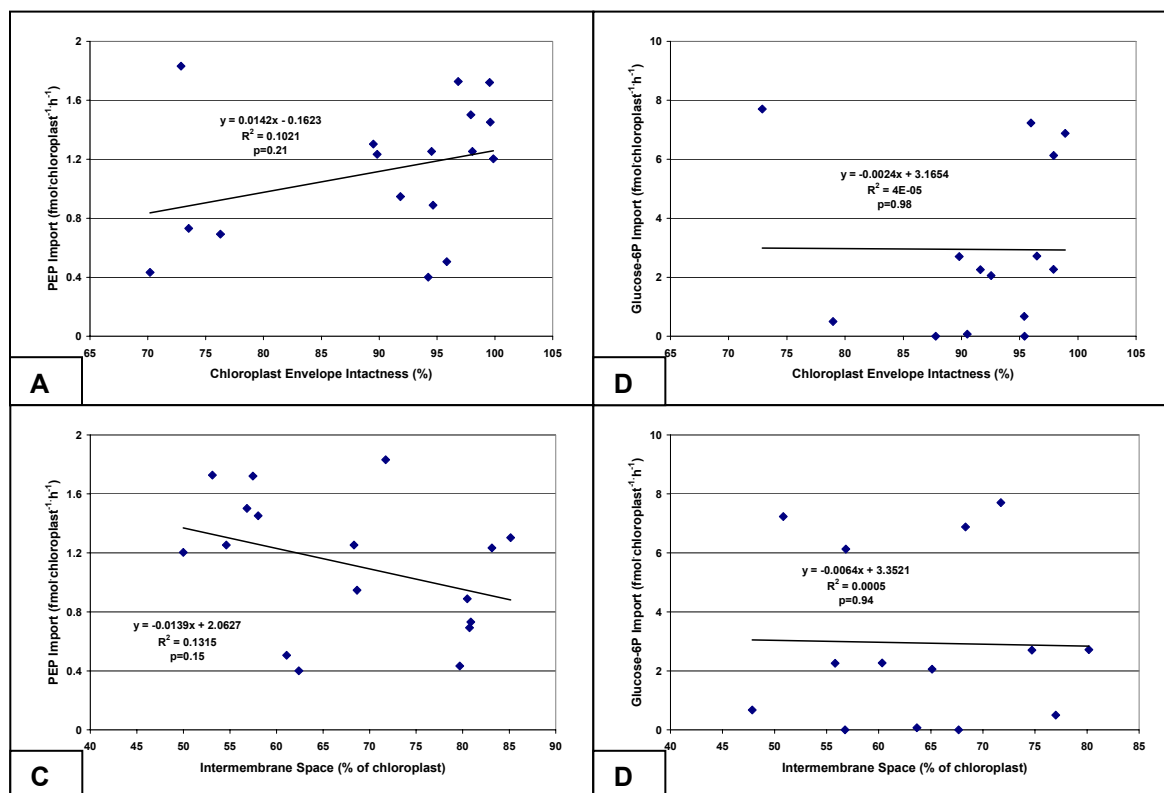 2
1.6
1.2
0.8
0.4
0
PEP Import (fmol·chloroplast⁻¹·h⁻¹)
y = 0.0142x - 0.1623
R² = 0.1021
p=0.21
65 70 75 80 85 90 95 100 105
Chloroplast Envelope Intactness (%)
A
10
8
6
4
2
0
Glucose-6P Import (fmol·chloroplast⁻¹·h⁻¹)
y = -0.0024x + 3.1654
R² = 4E-05
p=0.98
65 70 75 80 85 90 95 100 105
Chloroplast Envelope Intactness (%)
D
2
1.6
1.2
0.8
0.4
0
PEP Import (fmol·chloroplast⁻¹·h⁻¹)
y = -0.0139x + 2.0627
R² = 0.1315
p=0.15
40 45 50 55 60 65 70 75 80 85 90
Intermembrane Space (% of chloroplast)
C
10
8
6
4
2
0
Glucose-6P Import (fmol·chloroplast⁻¹·h⁻¹)
y = -0.0064x + 3.3521
R² = 0.0005
p=0.94
40 45 50 55 60 65 70 75 80 85
Intermembrane Space (% of chloroplast)
D